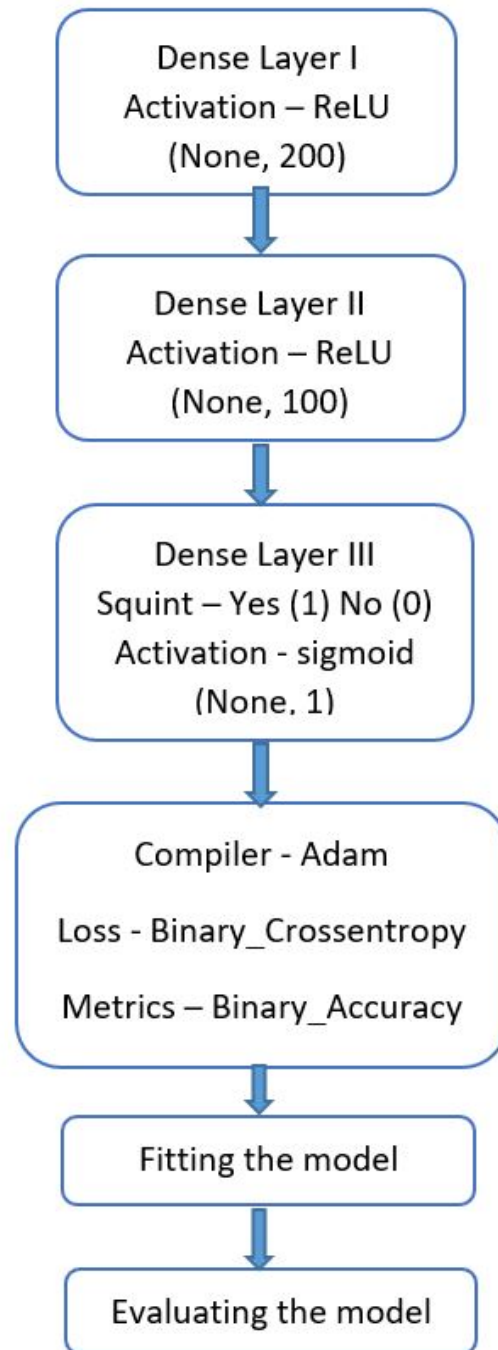 Dense Layer I
Activation – ReLU
(None, 200)
Dense Layer II
Activation – ReLU
(None, 100)
Dense Layer III
Squint – Yes (1) No (0)
Activation - sigmoid
(None, 1)
Compiler - Adam
Loss - Binary_Crossentropy
Metrics – Binary_Accuracy
Fitting the model
Evaluating the model